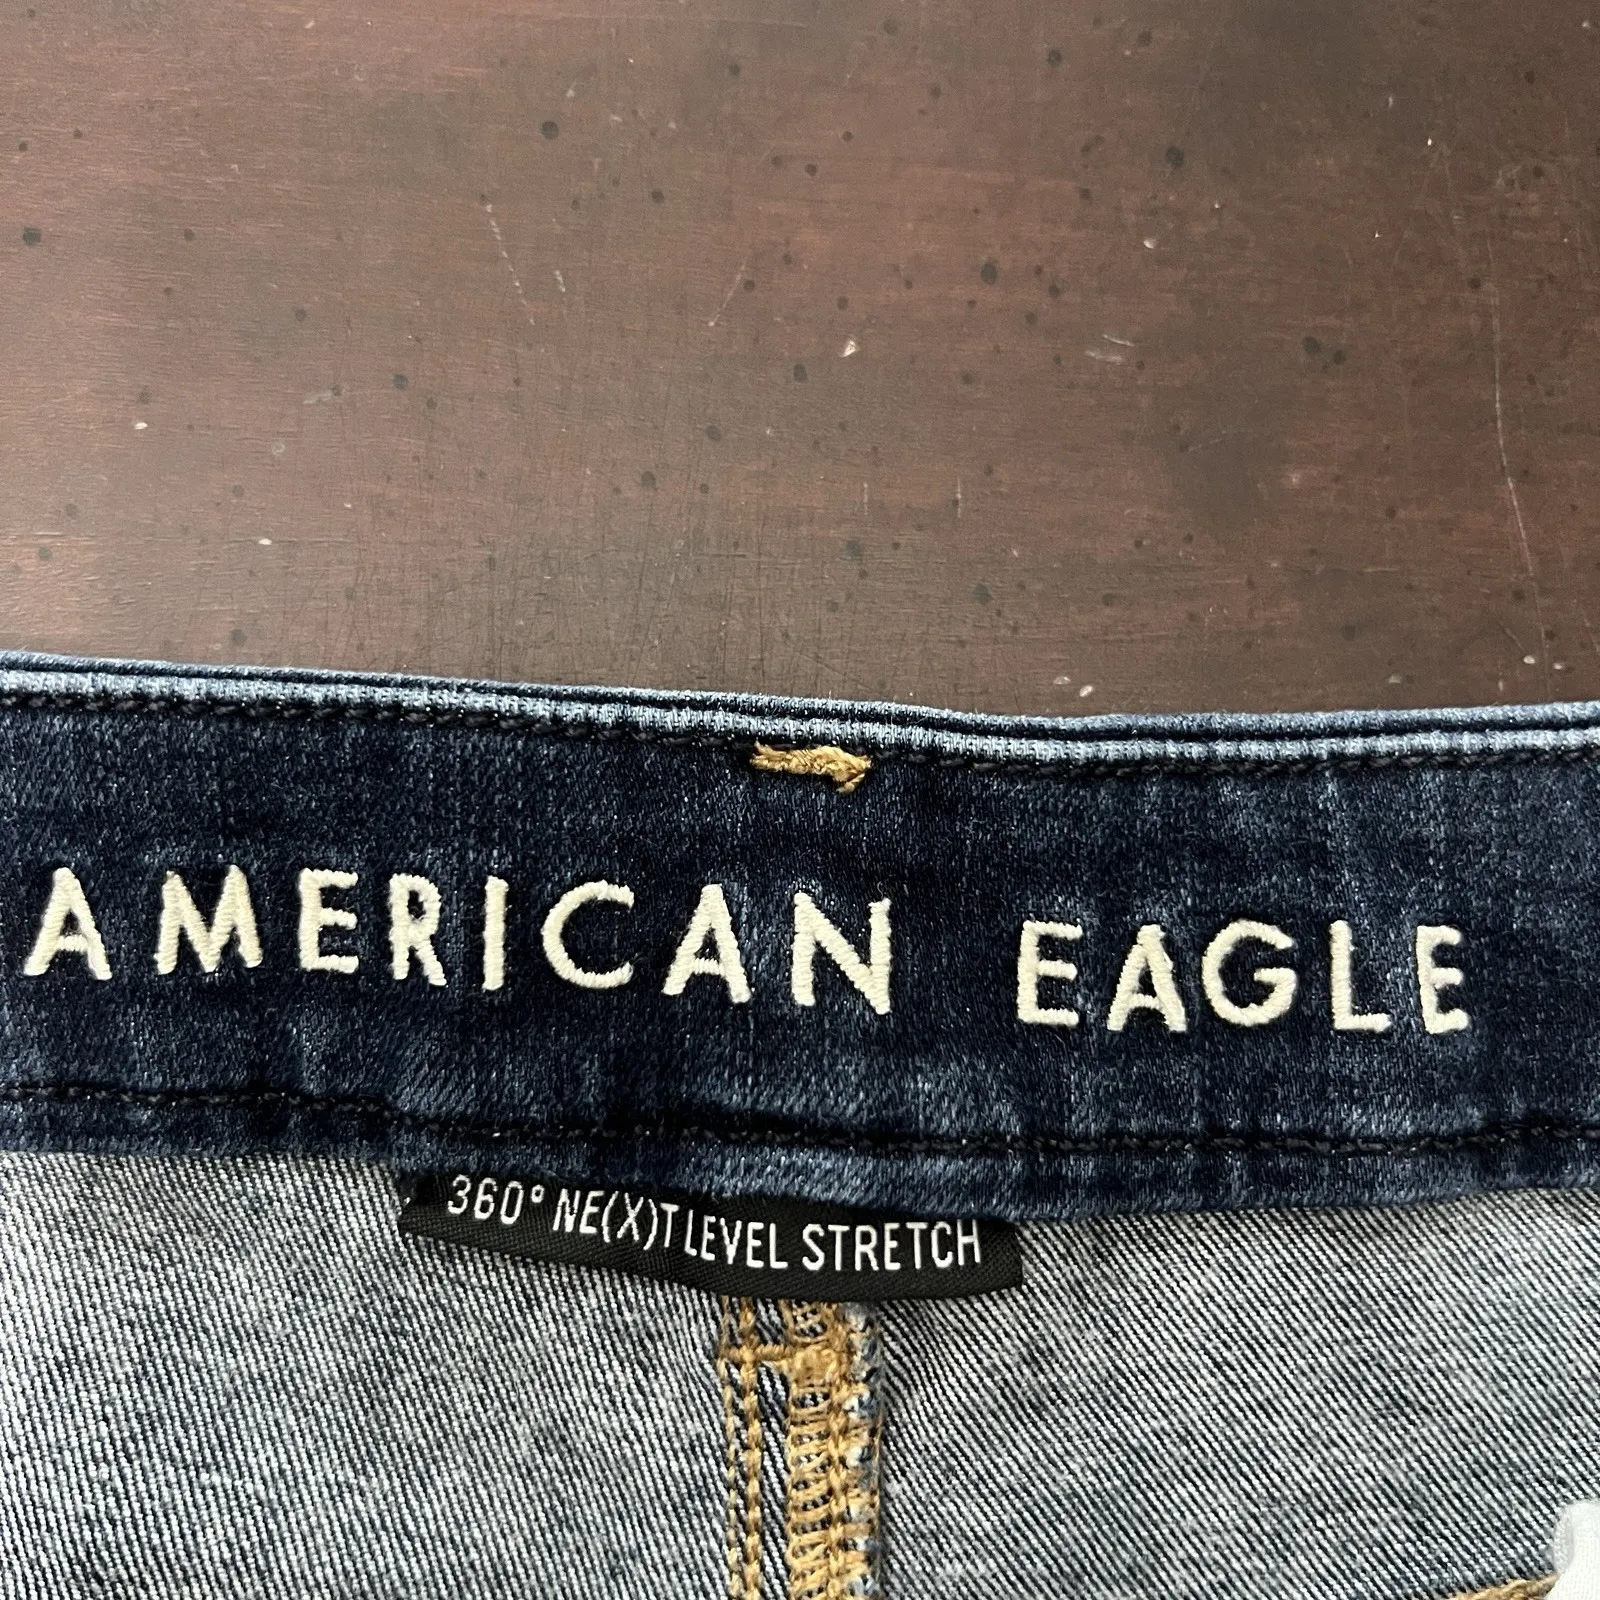 AMERICAN EAGLE
360° NE(X)T LEVEL STRETCH